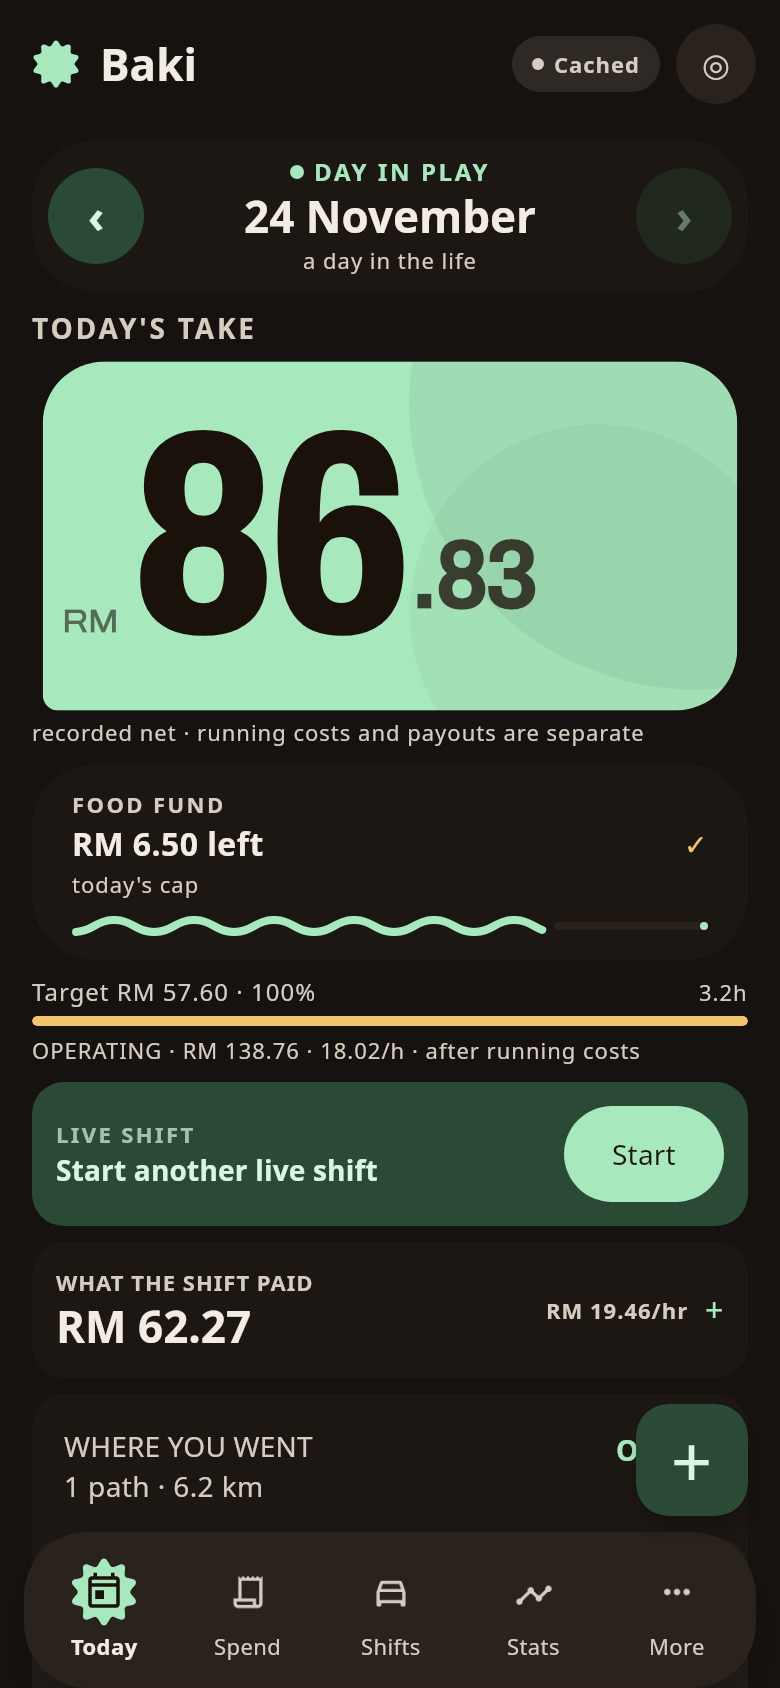 Baki
Cached
DAY IN PLAY
24 November
a day in the life
TODAY'S TAKE
RM 86.83
recorded net · running costs and payouts are separate
FOOD FUND
RM 6.50 left
today's cap
Target RM 57.60 · 100%
3.2h
OPERATING · RM 138.76 · 18.02/h · after running costs
LIVE SHIFT
Start another live shift
Start
WHAT THE SHIFT PAID
RM 62.27
RM 19.46/hr +
WHERE YOU WENT
1 path · 6.2 km
+
Today
Spend
Shifts
Stats
More